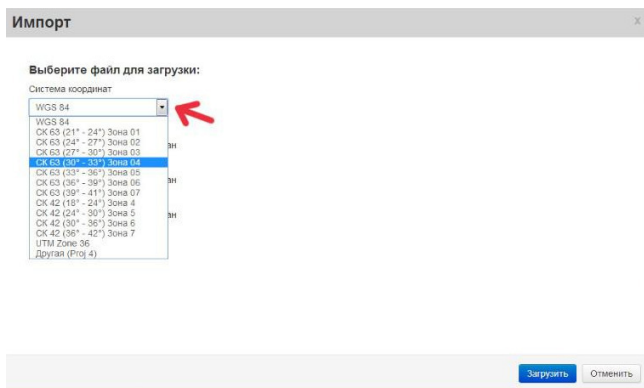 Импорт
X
Выберите файл для загрузки:
Система координат
WGS 84
WGS 84
СК 63 (21° - 24°) Зона 01
СК 63 (24° - 27°) Зона 02
СК 63 (27° - 30°) Зона 03
СК 63 (30° - 33°) Зона 04
СК 63 (33° - 36°) Зона 05
СК 63 (36° - 39°) Зона 06
СК 63 (39° - 41°) Зона 07
СК 42 (18° - 24°) Зона 4
СК 42 (24° - 30°) Зона 5
СК 42 (30° - 36°) Зона 6
СК 42 (36° - 42°) Зона 7
UTM Zone 36
Другая (Proj 4)
ан
ан
ан
Загрузить
Отменить